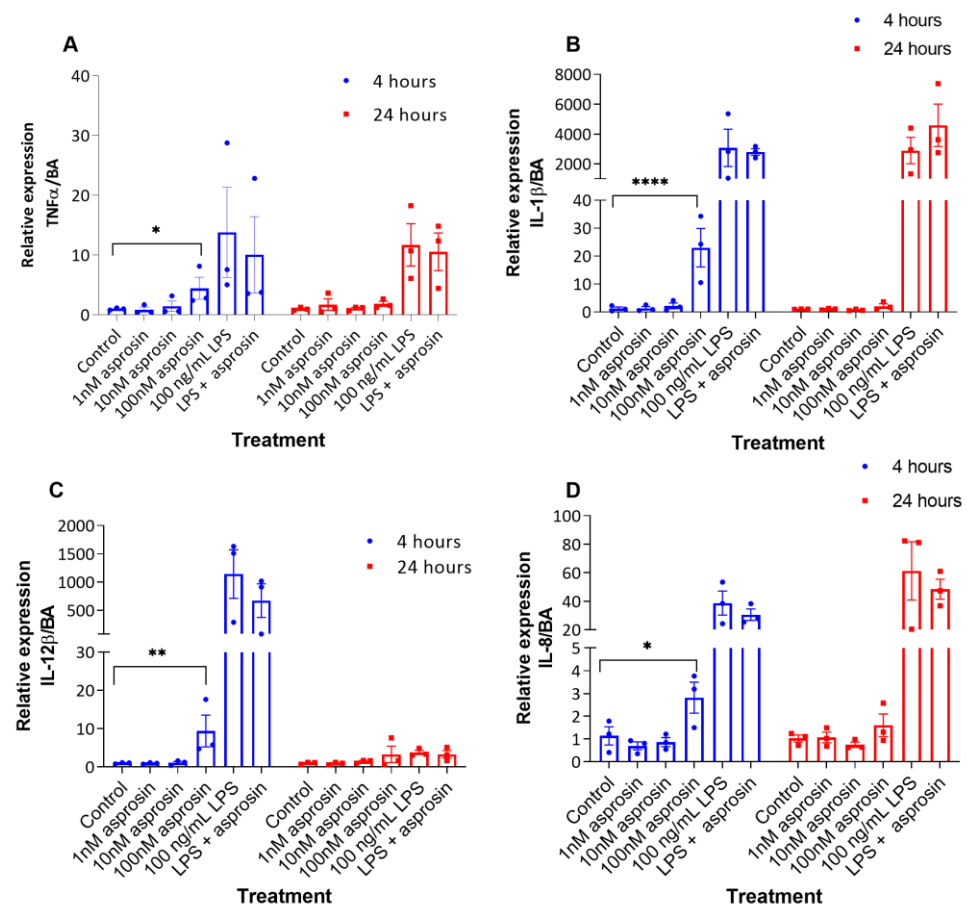 A
4 hours
24 hours
40
30
20
10
0
Relative expression
TNFα/BA
*
Control
1nM asprosin
10nM asprosin
100nM asprosin
100 ng/mL LPS
LPS + asprosin
Control
1nM asprosin
10nM asprosin
100nM asprosin
100 ng/mL LPS
LPS + asprosin
Treatment
B
4 hours
24 hours
8000
6000
4000
2000
40
30
20
10
0
Relative expression
IL-1β/BA
****
Control
1nM asprosin
10nM asprosin
100nM asprosin
100 ng/mL LPS
LPS + asprosin
Control
1nM asprosin
10nM asprosin
100nM asprosin
100 ng/mL LPS
LPS + asprosin
Treatment
C
4 hours
24 hours
2000
1500
1000
500
30
20
10
0
Relative expression
IL-12β/BA
**
Control
1nM asprosin
10nM asprosin
100nM asprosin
100 ng/mL LPS
LPS + asprosin
Control
1nM asprosin
10nM asprosin
100nM asprosin
100 ng/mL LPS
LPS + asprosin
Treatment
D
4 hours
24 hours
100
80
60
40
20
5
4
3
2
1
0
Relative expression
IL-8/BA
*
Control
1nM asprosin
10nM asprosin
100nM asprosin
100 ng/mL LPS
LPS + asprosin
Control
1nM asprosin
10nM asprosin
100nM asprosin
100 ng/mL LPS
LPS + asprosin
Treatment